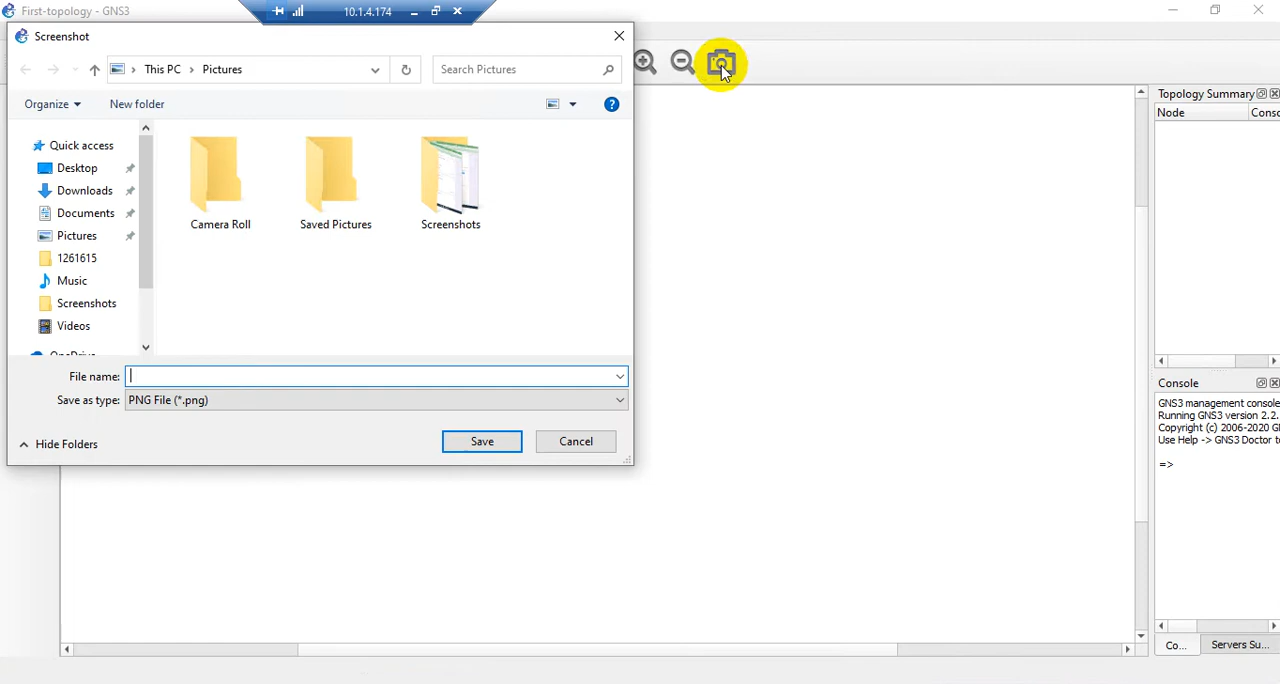 First-topology - GNS3
10.1.4.174
Screenshot
This PC > Pictures
Search Pictures
Organize
New folder
Quick access
Desktop
Downloads
Documents
Pictures
1261615
Music
Screenshots
Videos
Camera Roll
Saved Pictures
Screenshots
File name:
Save as type: PNG File (*.png)
Hide Folders
Save
Cancel
Topology Summary
Node
Conso
Console
GNS3 management console
Running GNS3 version 2.2.
Copyright (c) 2006-2020 G
Use Help -> GNS3 Doctor t
=>
Co...
Servers Su...